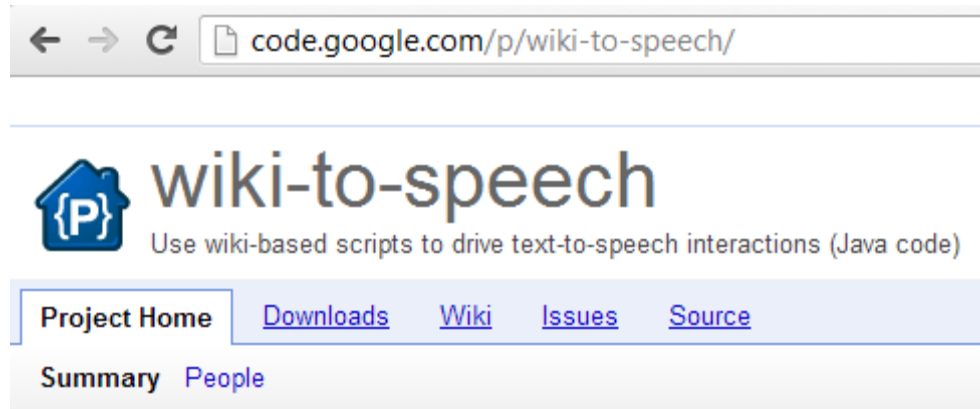 code.google.com/p/wiki-to-speech/
{P}
wiki-to-speech
Use wiki-based scripts to drive text-to-speech interactions (Java code)
Project Home Downloads Wiki Issues Source
Summary People